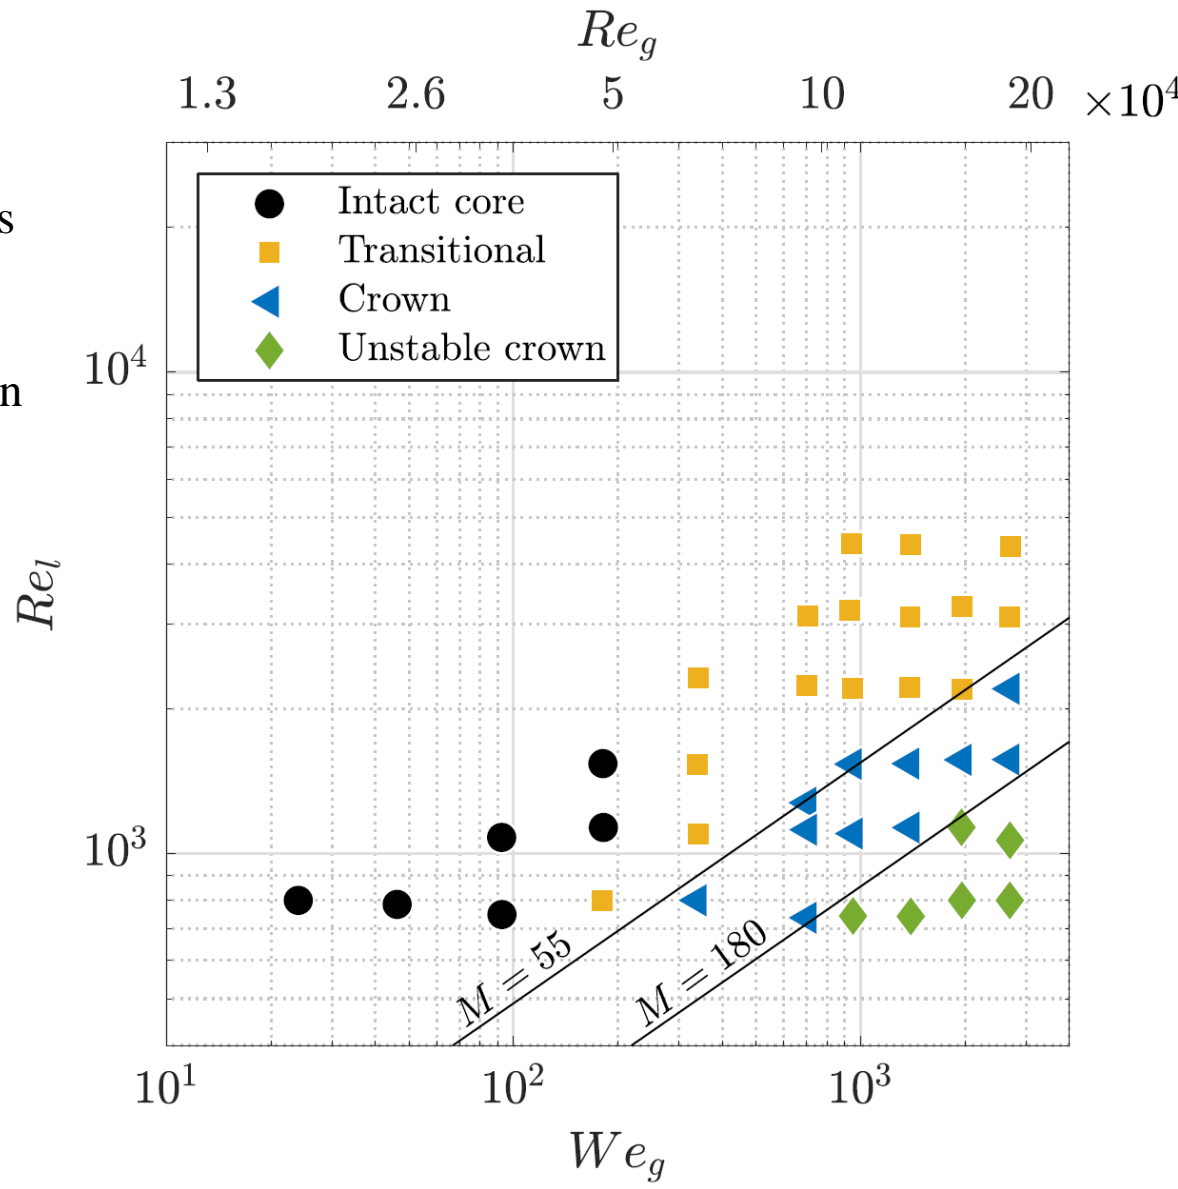 Re_g
1.3 2.6 5 10 20 ×10^4
s
n
Intact core
Transitional
Crown
Unstable crown
10^4
10^3
Re_l
M = 55
M = 180
10^1 10^2 10^3
We_g